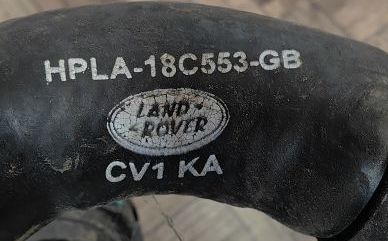 HPLA-18C553-GB
LAND-
-ROVER
CV1 KA